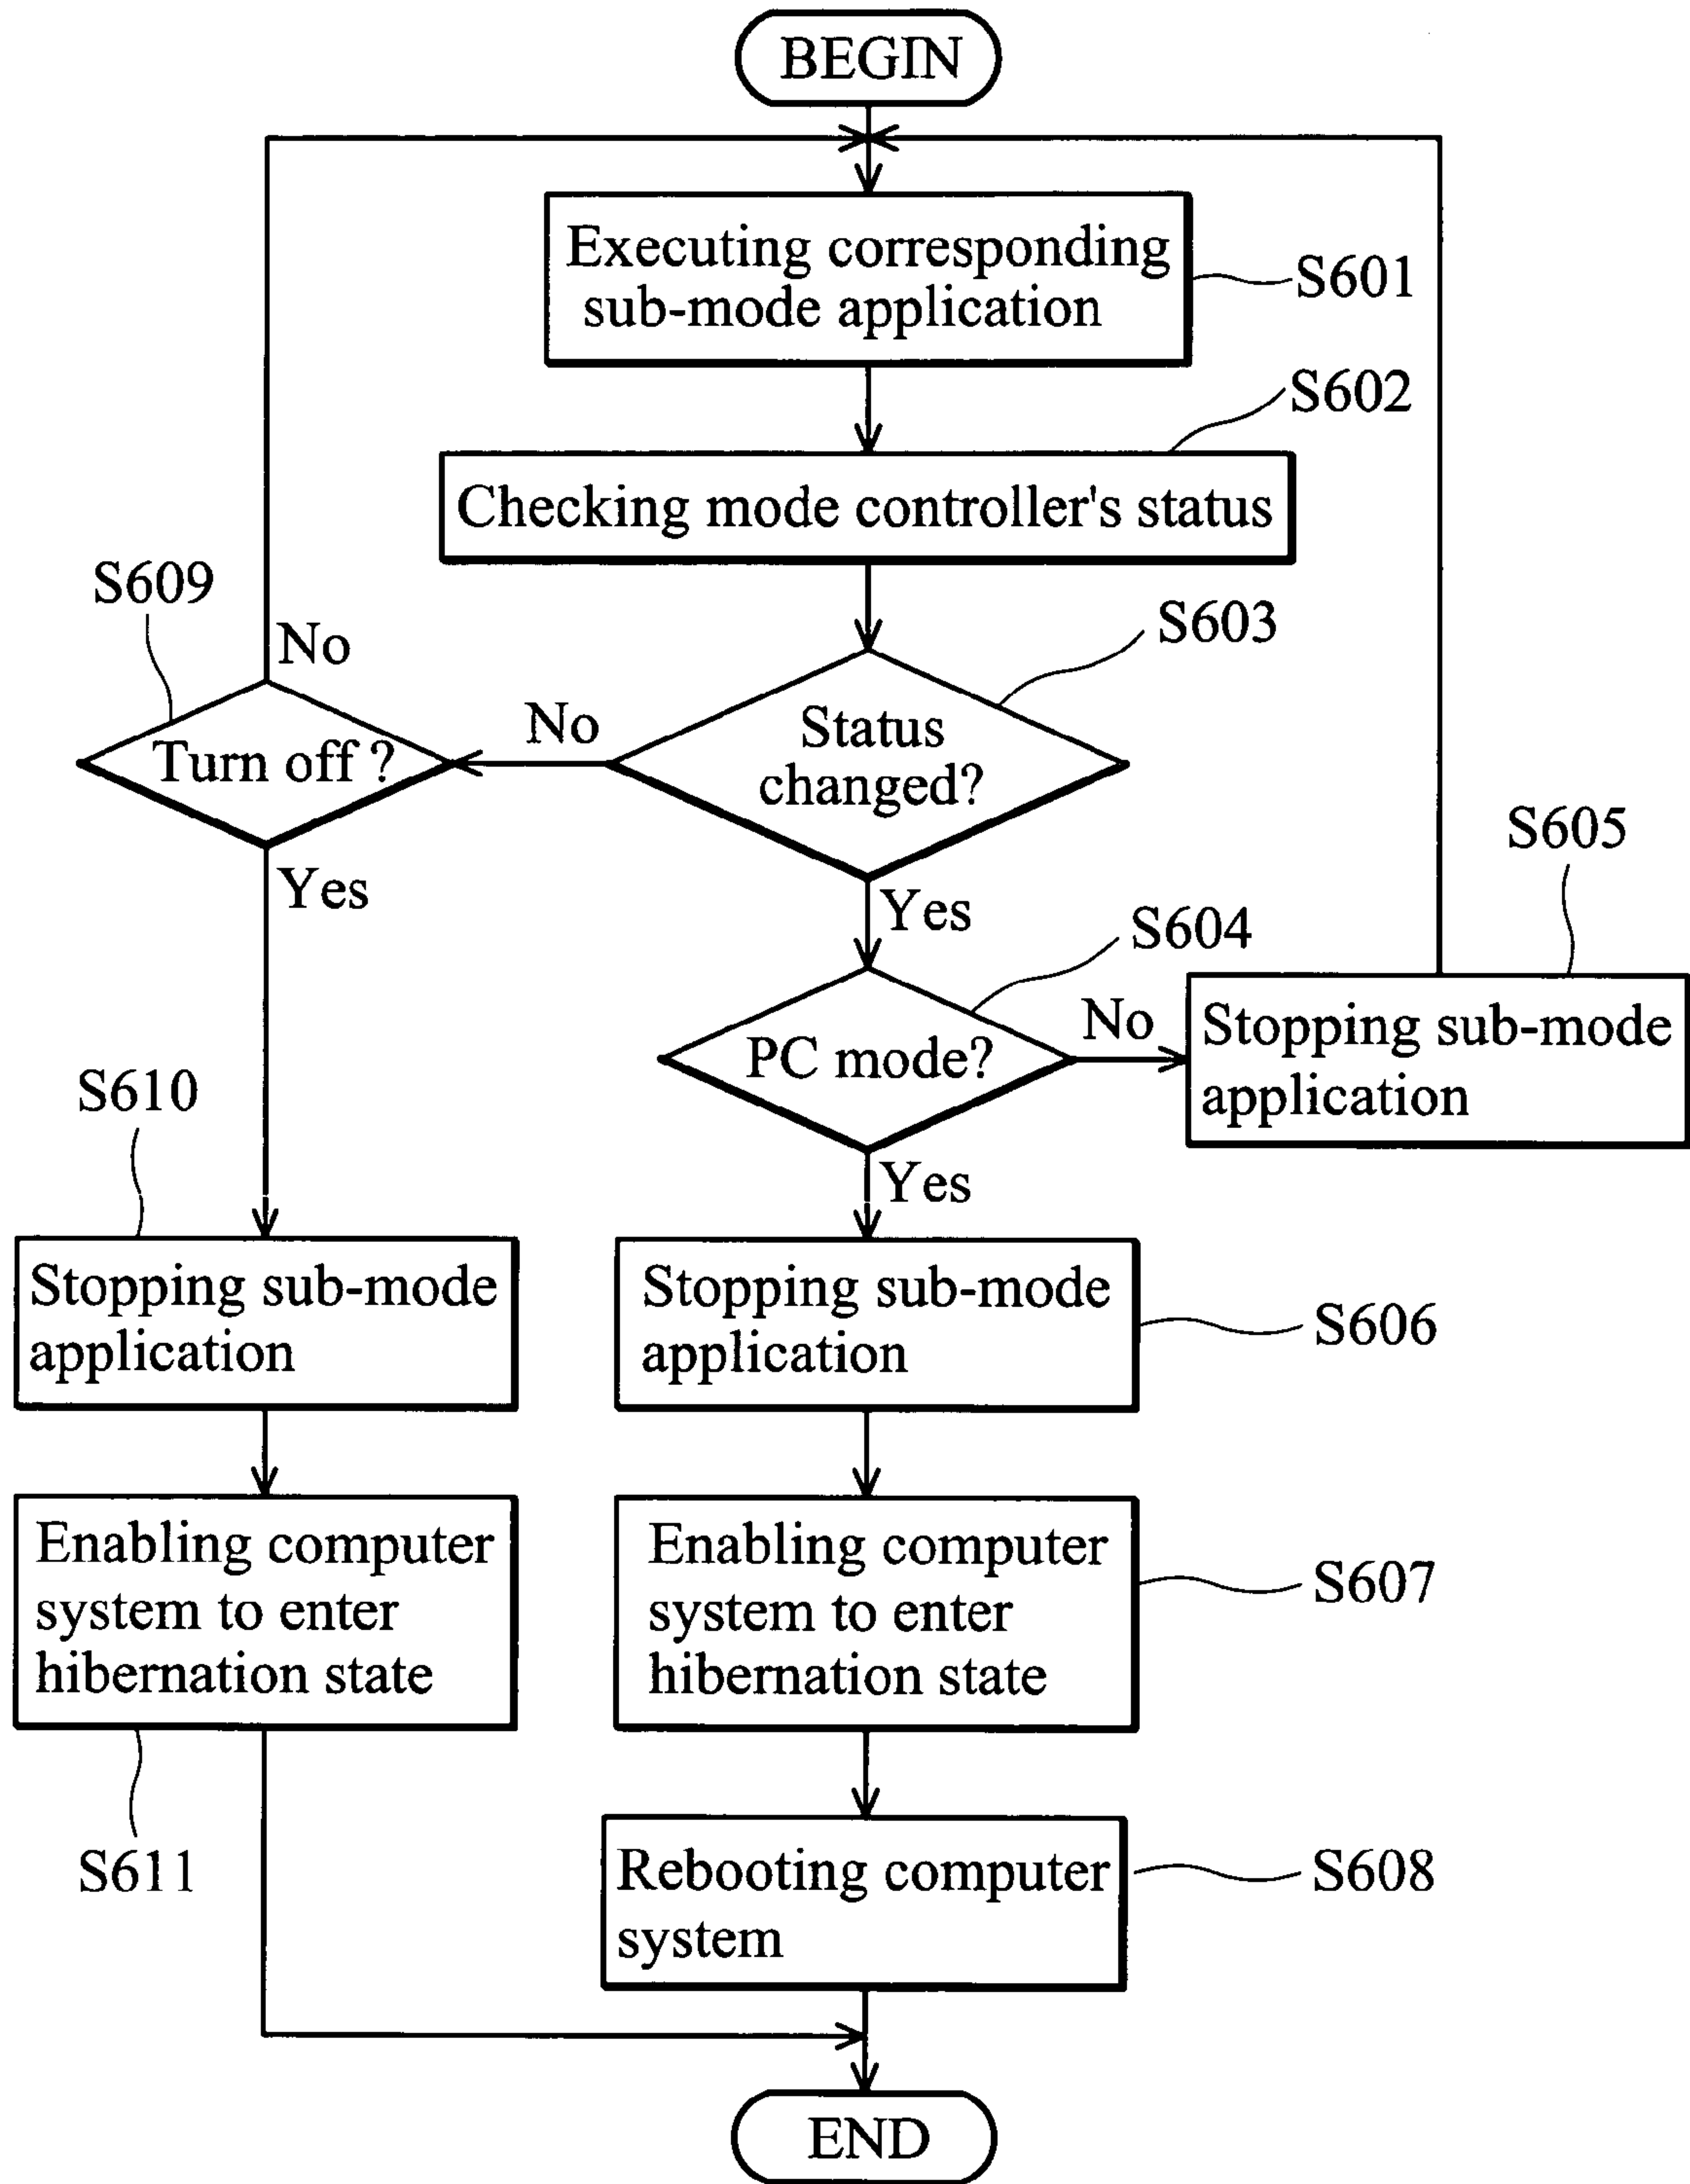 BEGIN
Executing corresponding
sub-mode application
S601
S602
Checking mode controller's status
S609
No
S603
Status
changed?
No
Turn off ?
Yes
Yes
S605
S604
PC mode?
No
Stopping sub-mode
application
S610
Yes
Stopping sub-mode
application
Stopping sub-mode
application
S606
Enabling computer
system to enter
hibernation state
Enabling computer
system to enter
hibernation state
S607
S611
Rebooting computer
system
S608
END